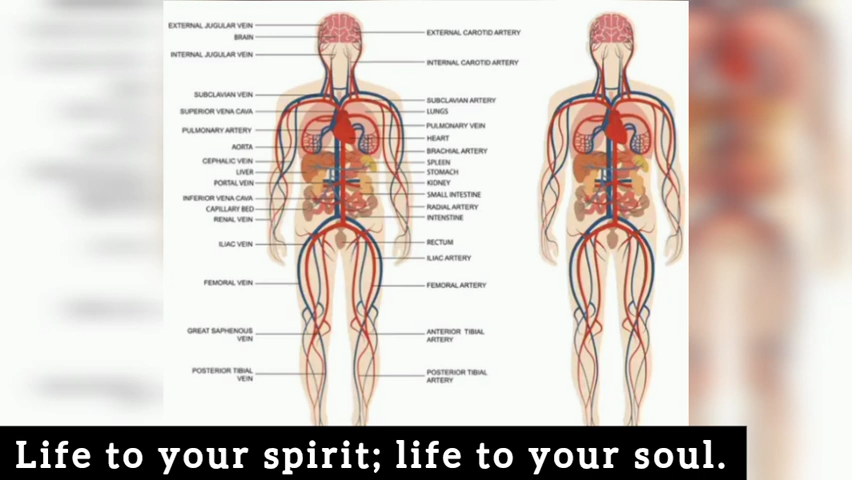 EXTERNAL JUGULAR VEIN
BRAIN
INTERNAL JUGULAR VEIN
SUBCLAVIAN VEIN
SUPERIOR VENA CAVA
PULMONARY ARTERY
AORTA
CEPHALIC VEIN
LIVER
PORTAL VEIN
INFERIOR VENA CAVA
CAPILLARY BED
RENAL VEIN
ILIAC VEIN
FEMORAL VEIN
GREAT SAPHENOUS
VEIN
POSTERIOR TIBIAL
VEIN
EXTERNAL CAROTID ARTERY
INTERNAL CAROTID ARTERY
SUBCLAVIAN ARTERY
LUNGS
PULMONARY VEIN
HEART
BRACHIAL ARTERY
SPLEEN
STOMACH
KIDNEY
SMALL INTESTINE
RADIAL ARTERY
INTENSTINE
RECTUM
ILIAC ARTERY
FEMORAL ARTERY
ANTERIOR TIBIAL
ARTERY
POSTERIOR TIBIAL
ARTERY
Life to your spirit; life to your soul.